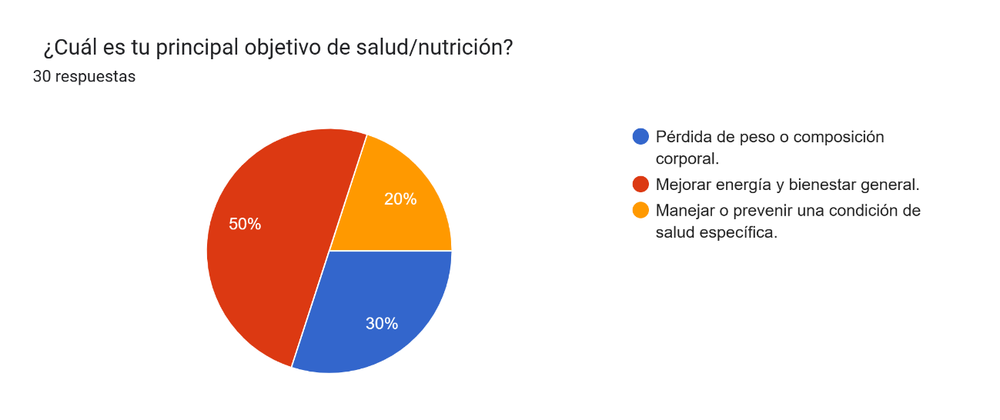 ¿Cuál es tu principal objetivo de salud/nutrición?
30 respuestas
50%
20%
30%
Pérdida de peso o composición
corporal.
Mejorar energía y bienestar general.
Manejar o prevenir una condición de
salud específica.